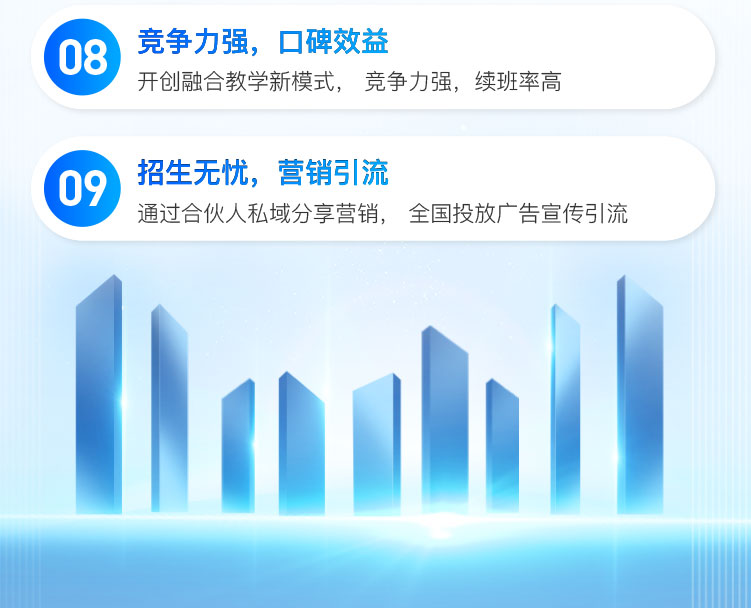 08
竞争力强，口碑效益
开创融合教学新模式， 竞争力强，续班率高
09
招生无忧，营销引流
通过合伙人私域分享营销， 全国投放广告宣传引流